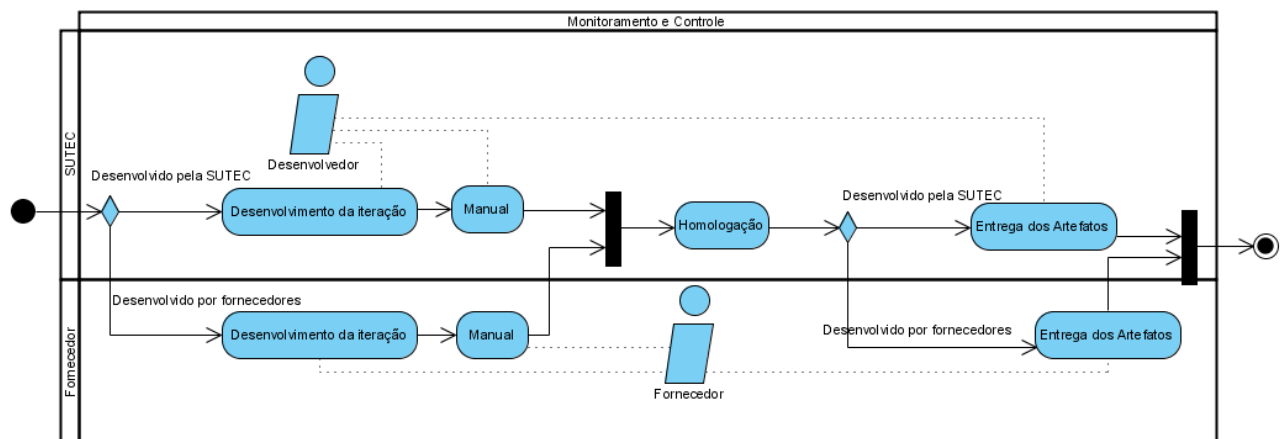 Monitoramento e Controle
SUTEC
Desenvolvedor
Desenvolvido pela SUTEC
Desenvolvimento da iteração
Manual
Homologação
Desenvolvido pela SUTEC
Entrega dos Artefatos
Fornecedor
Desenvolvido por fornecedores
Desenvolvimento da iteração
Manual
Fornecedor
Desenvolvido por fornecedores
Entrega dos Artefatos